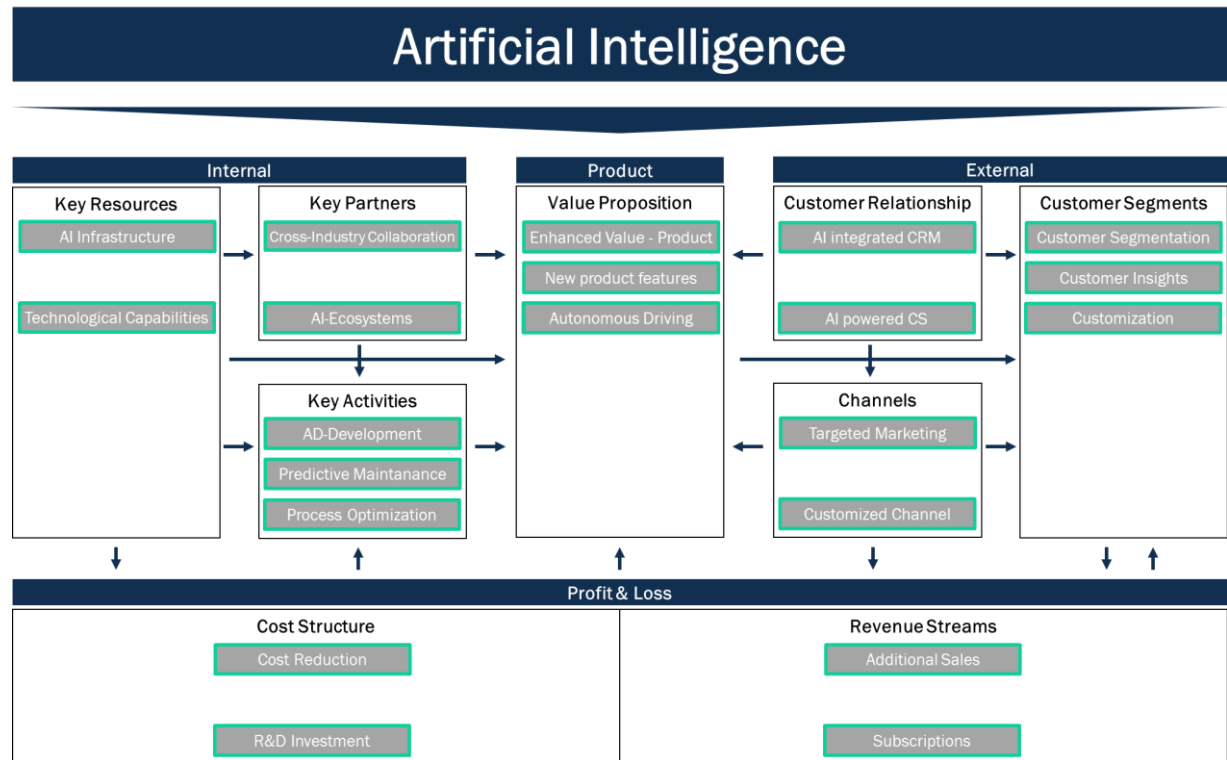 Artificial Intelligence
Internal
Key Resources
AI Infrastructure
Technological Capabilities
Key Partners
Cross-Industry Collaboration
AI-Ecosystems
Key Activities
AD-Development
Predictive Maintanance
Process Optimization
Product
Value Proposition
Enhanced Value - Product
New product features
Autonomous Driving
External
Customer Relationship
AI integrated CRM
AI powered CS
Channels
Targeted Marketing
Customized Channel
Customer Segments
Customer Segmentation
Customer Insights
Customization
Profit & Loss
Cost Structure
Cost Reduction
R&D Investment
Revenue Streams
Additional Sales
Subscriptions